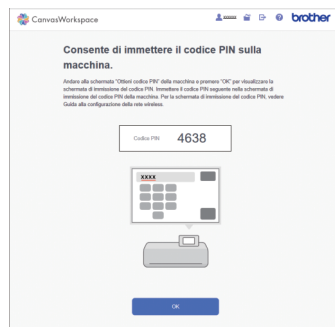 CanvasWorkspace
brother
Consente di immettere il codice PIN sulla
macchina.
Andare alla schermata "Ottieni codice PIN" della macchina e premere "OK" per visualizzare la
schermata di immissione del codice PIN. Immettere il codice PIN seguente nella schermata di
immissione del codice PIN della macchina. Per la schermata di immissione del codice PIN, vedere
Guida alla configurazione della rete wireless.
Codice PIN 4638
XXXX
OK